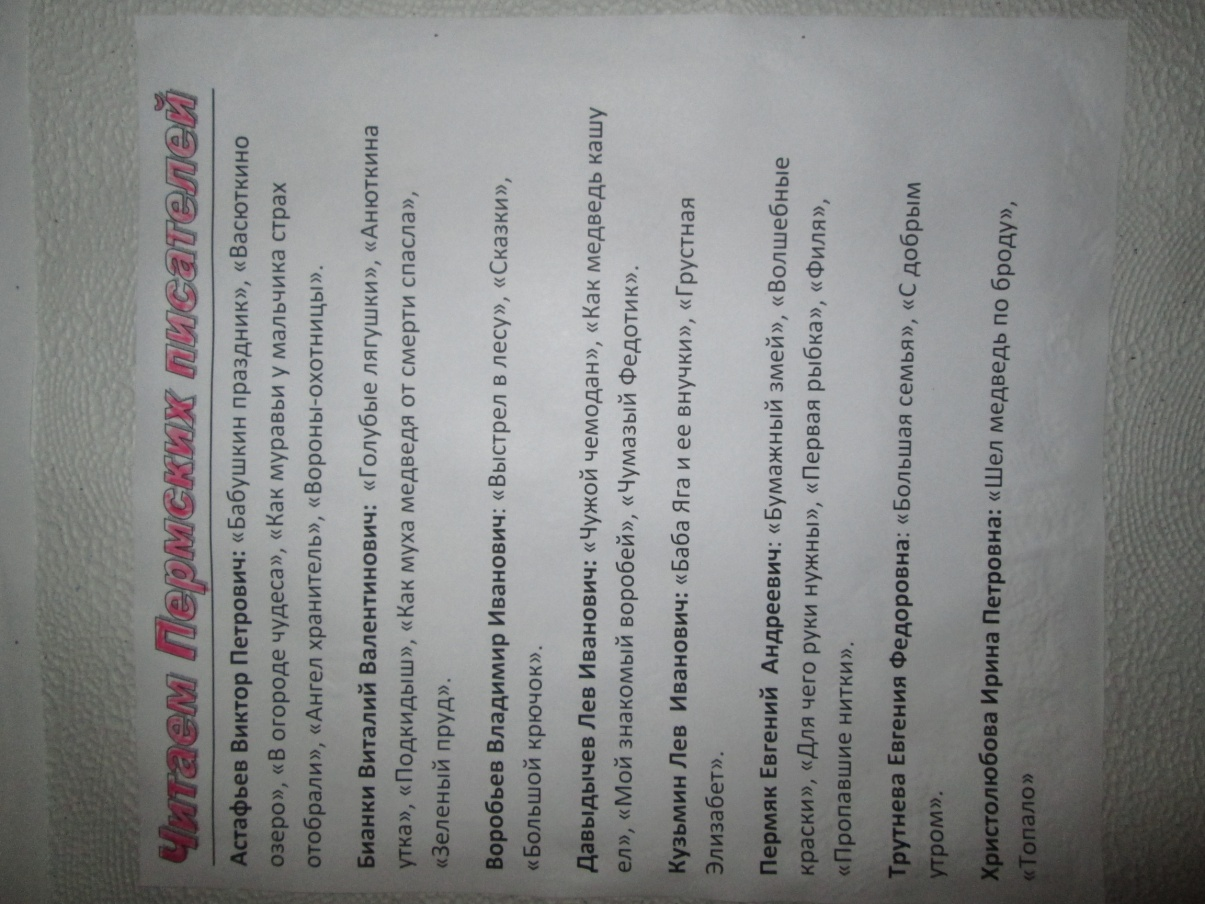 Читаем Пермских писателей
Астафьев Виктор Петрович: «Бабушкин праздник», «Васюткино
озеро», «В огороде чудеса», «Как муравьи у мальчика страх
отобрали», «Ангел хранитель», «Вороны-охотницы».
Бианки Виталий Валентинович: «Голубые лягушки», «Анюткина
утка», «Подкидыш», «Как муха медведя от смерти спасла»,
«Зеленый пруд».
Воробьев Владимир Иванович: «Выстрел в лесу», «Сказки»,
«Большой крючок».
Давыдычев Лев Иванович: «Чужой чемодан», «Как медведь кашу
ел», «Мой знакомый воробей», «Чумазый Федотик».
Кузьмин Лев Иванович: «Баба Яга и ее внучки», «Грустная
Элизабет».
Пермяк Евгений Андреевич: «Бумажный змей», «Волшебные
краски», «Для чего руки нужны», «Первая рыбка», «Филя»,
«Пропавшие нитки».
Трутнева Евгения Федоровна: «Большая семья», «С добрым
утром».
Христолюбова Ирина Петровна: «Шел медведь по броду»,
«Топало»